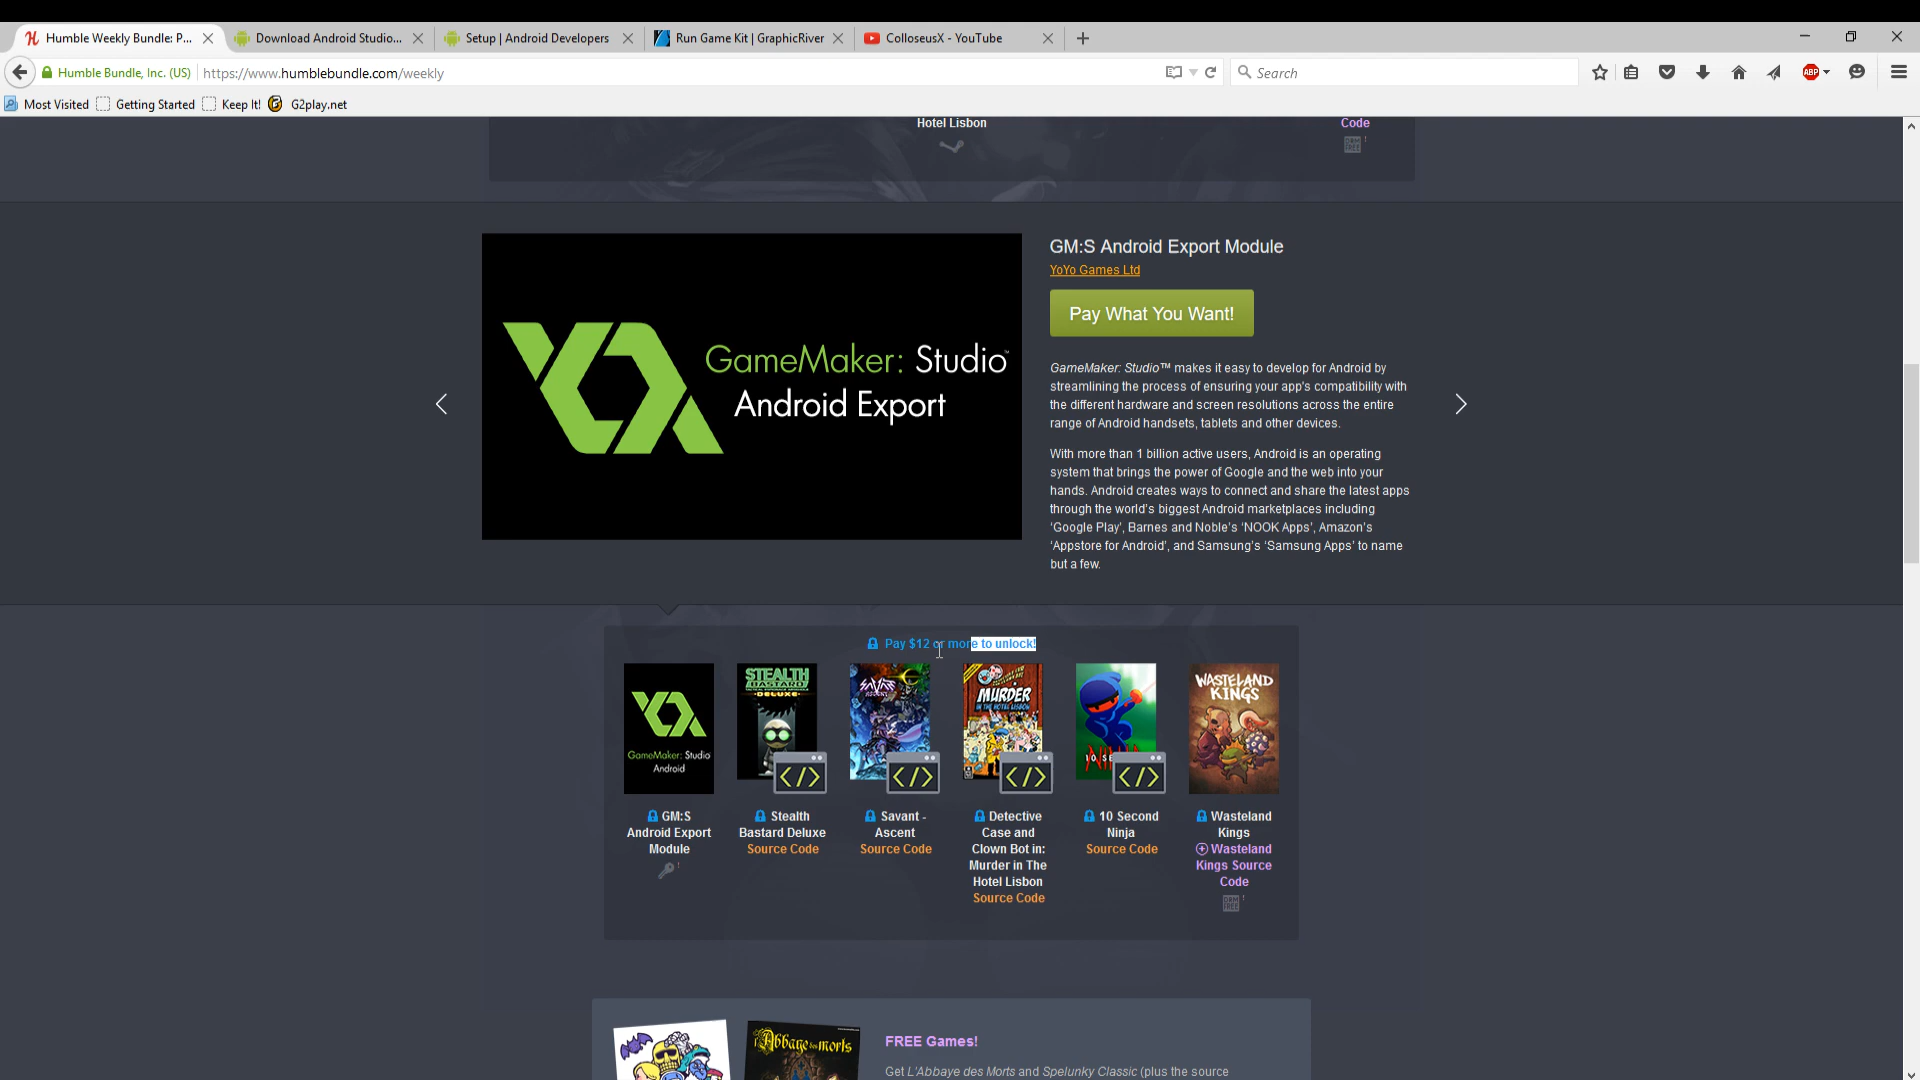 Humble Weekly Bundle: P...
Download Android Studio...
Setup | Android Developers
Run Game Kit | GraphicRiver
ColloseusX - YouTube
Humble Bundle, Inc. (US)
https://www.humblebundle.com/weekly
Search
ABP
Most Visited
Getting Started
Keep It!
G2play.net
Hotel Lisbon
Code
GameMaker: Studio™
Android Export
GM:S Android Export Module
YoYo Games Ltd
Pay What You Want!
GameMaker: Studio™ makes it easy to develop for Android by
streamlining the process of ensuring your app's compatibility with
the different hardware and screen resolutions across the entire
range of Android handsets, tablets and other devices.
With more than 1 billion active users, Android is an operating
system that brings the power of Google and the web into your
hands. Android creates ways to connect and share the latest apps
through the world's biggest Android marketplaces including
'Google Play', Barnes and Noble's 'NOOK Apps', Amazon's
'Appstore for Android', and Samsung's 'Samsung Apps' to name
but a few.
Pay $12 or more to unlock!
GameMaker: Studio
Android
STEALTH
BASTARD
DELUXE
SAVANT
ASCENT
MURDER
IN THE HOTEL LISBON
NINJA
WASTELAND
KINGS
GM:S
Android Export
Module
Stealth
Bastard Deluxe
Source Code
Savant -
Ascent
Source Code
Detective
Case and
Clown Bot in:
Murder in The
Hotel Lisbon
Source Code
10 Second
Ninja
Source Code
Wasteland
Kings
Wasteland
Kings Source
Code
l'Abbaye des morts
FREE Games!
Get L'Abbaye des Morts and Spelunky Classic (plus the source